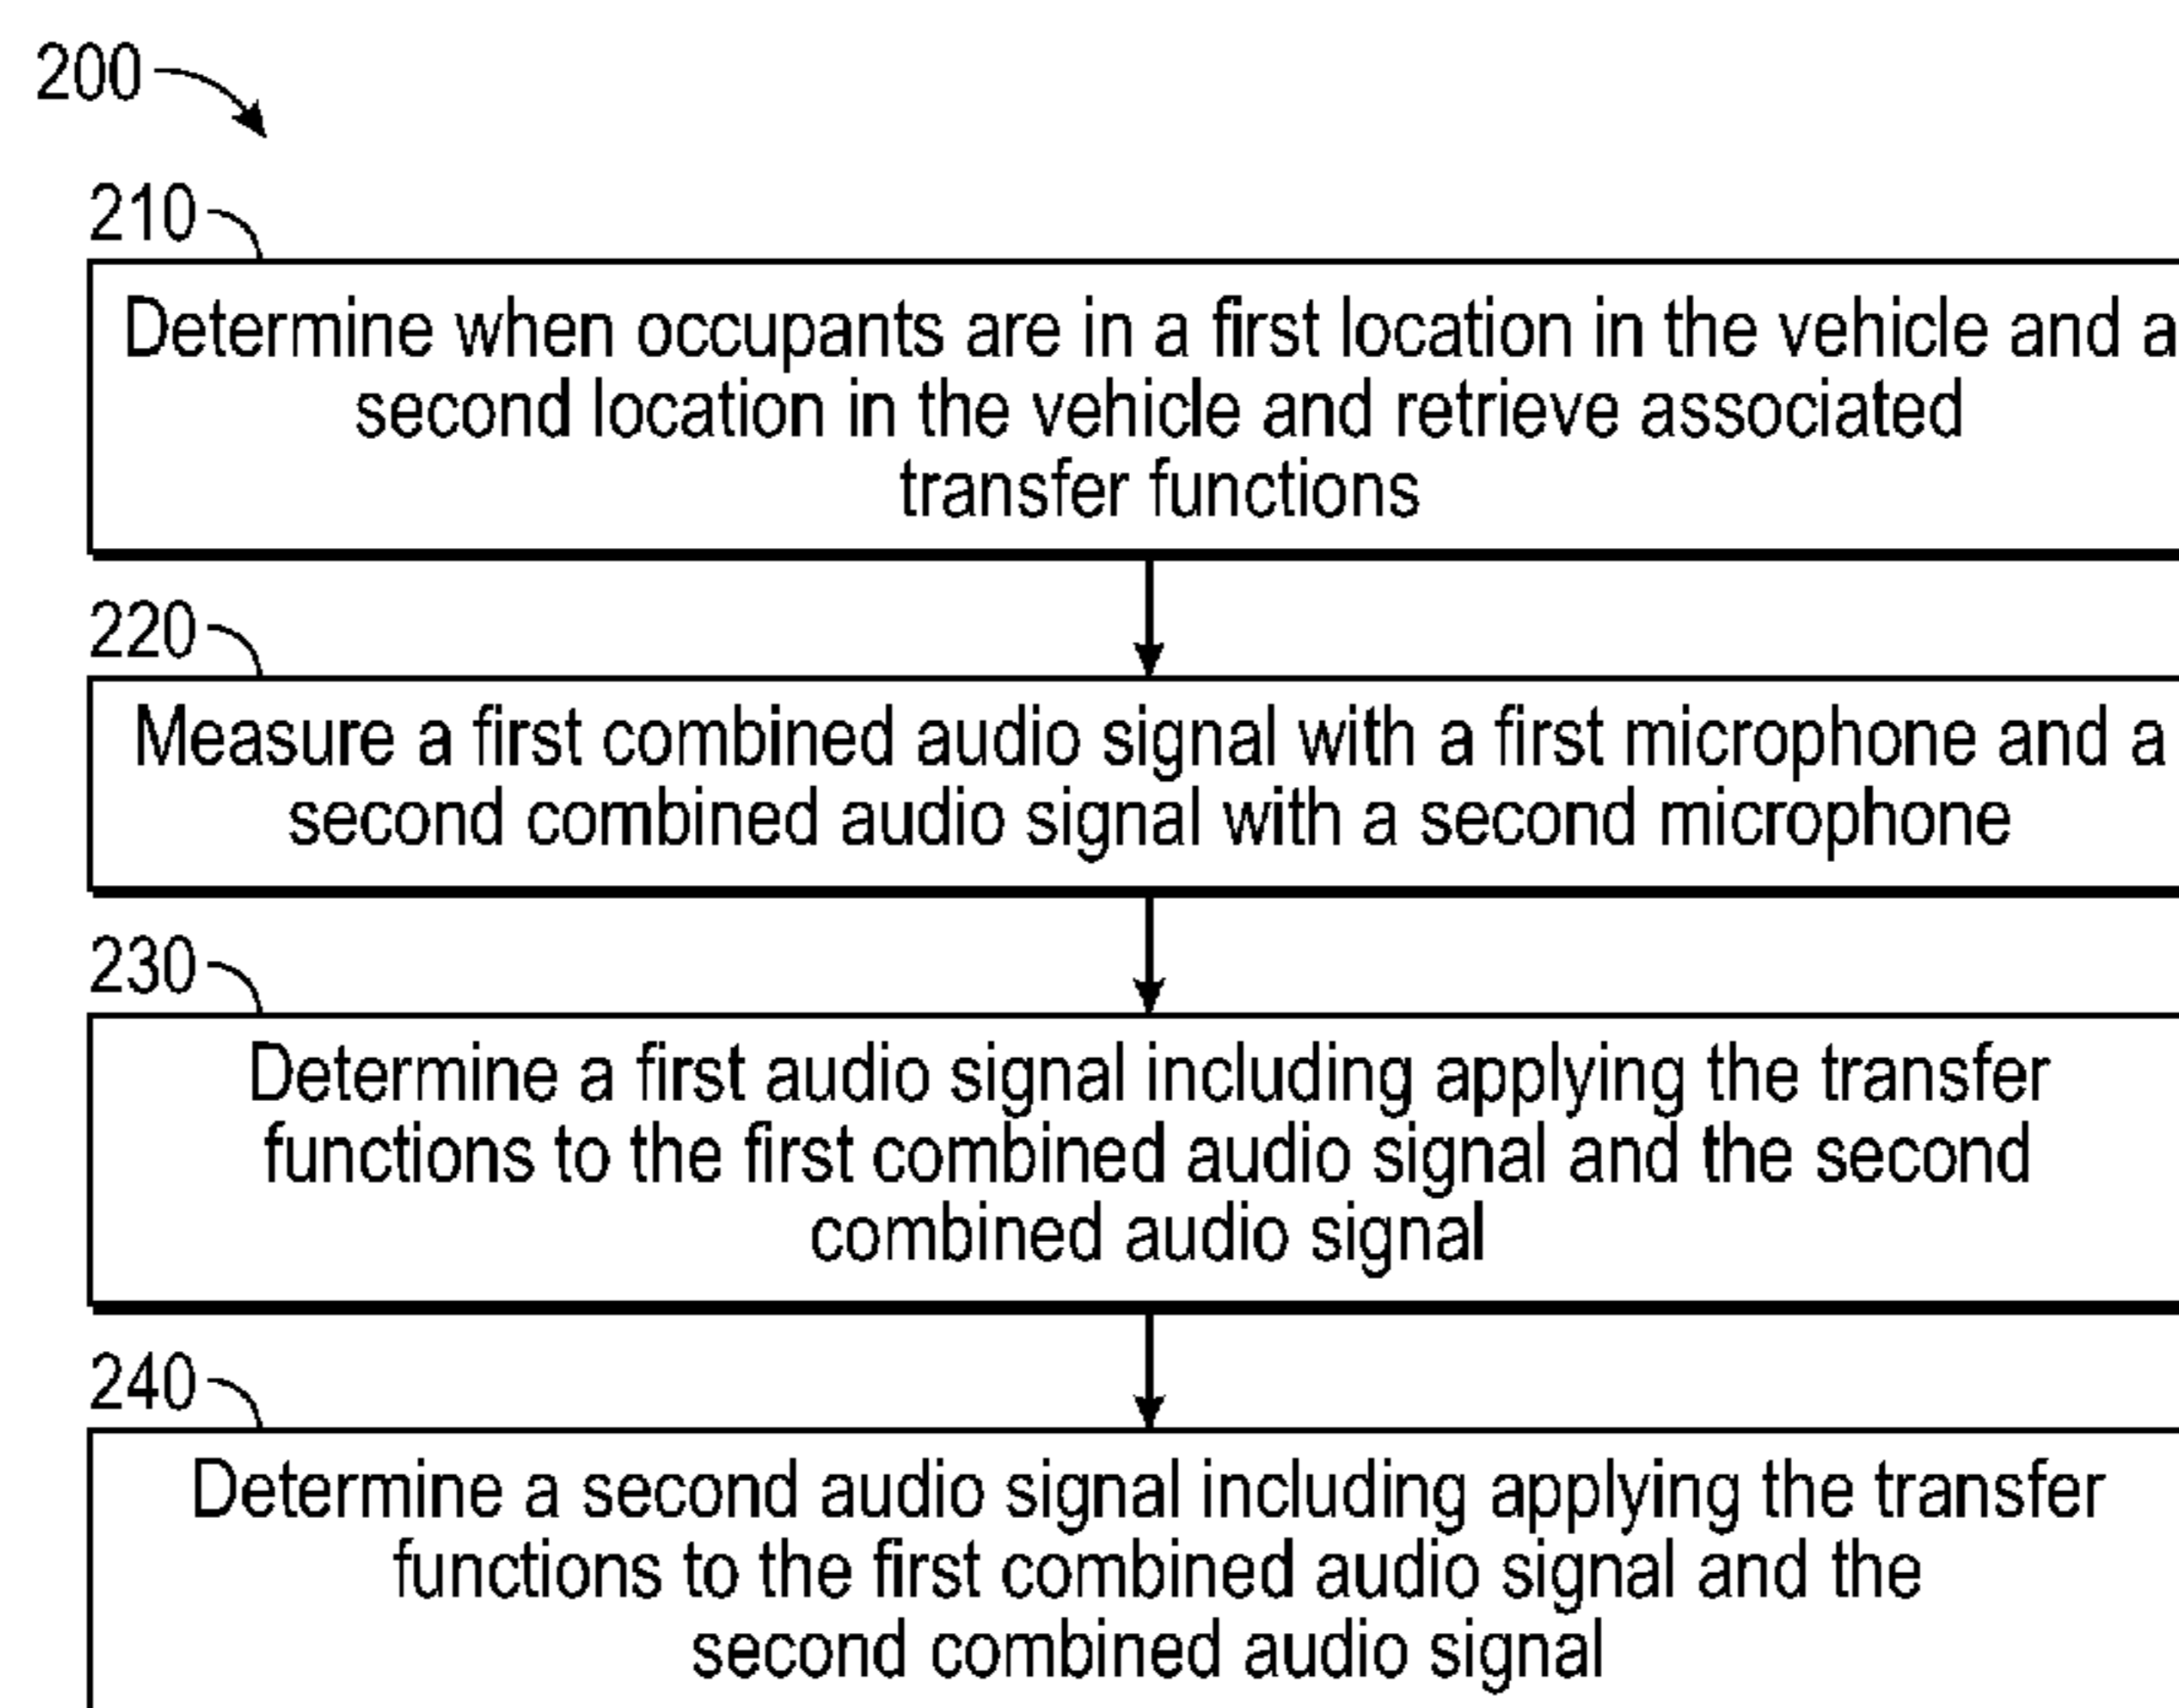 200
210
Determine when occupants are in a first location in the vehicle and a
second location in the vehicle and retrieve associated
transfer functions
220
Measure a first combined audio signal with a first microphone and a
second combined audio signal with a second microphone
230
Determine a first audio signal including applying the transfer
functions to the first combined audio signal and the second
combined audio signal
240
Determine a second audio signal including applying the transfer
functions to the first combined audio signal and the
second combined audio signal